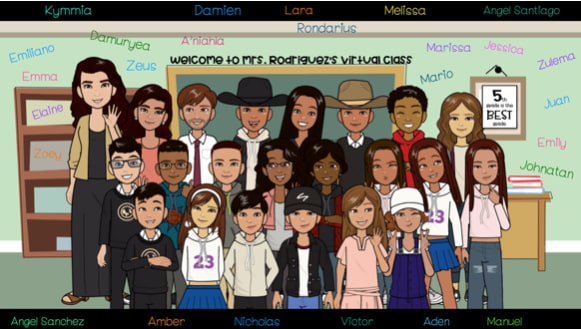 Kymmia Damien Lara Melissa Angel Santiago
Rondarius
Emiliano Damunyea A'niahia Marissa Jessica Zulema
Welcome to Mrs. Rodriguez's Virtual Class
Emma Zeus Mario
Elaine Juan
5th
grade is the
BEST
grade
Zoey Emily
Johnatan
23
23
Angel Sanchez Amber Nicholas Victor Aden Manuel